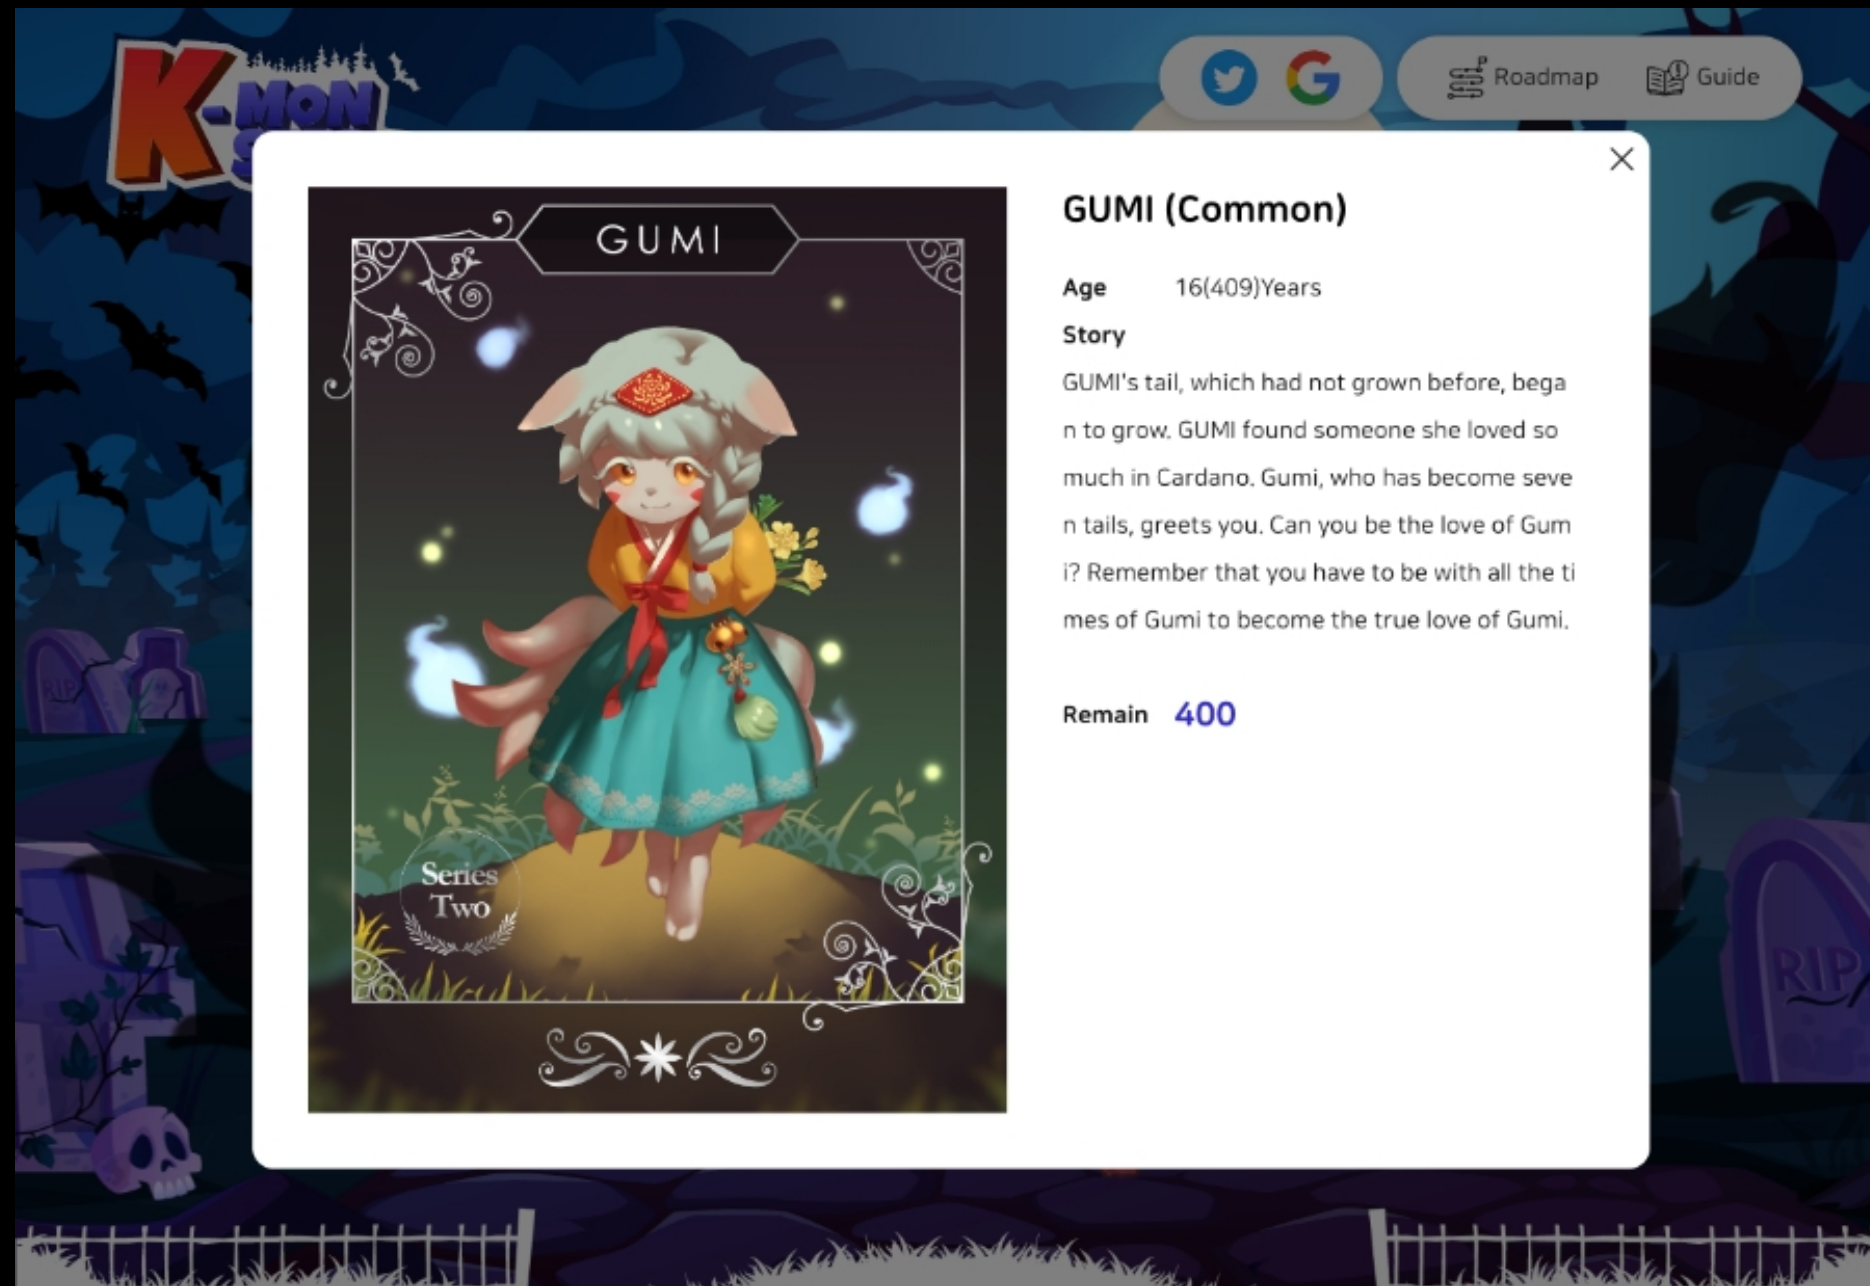 K-MON
S
Roadmap
Guide
GUMI
GUMI (Common)
Age 16(409)Years
Story
GUMI's tail, which had not grown before, bega
n to grow. GUMI found someone she loved so
much in Cardano. Gumi, who has become seve
n tails, greets you. Can you be the love of Gum
i? Remember that you have to be with all the ti
mes of Gumi to become the true love of Gumi.
Remain 400
Series
Two
RIP
RIP